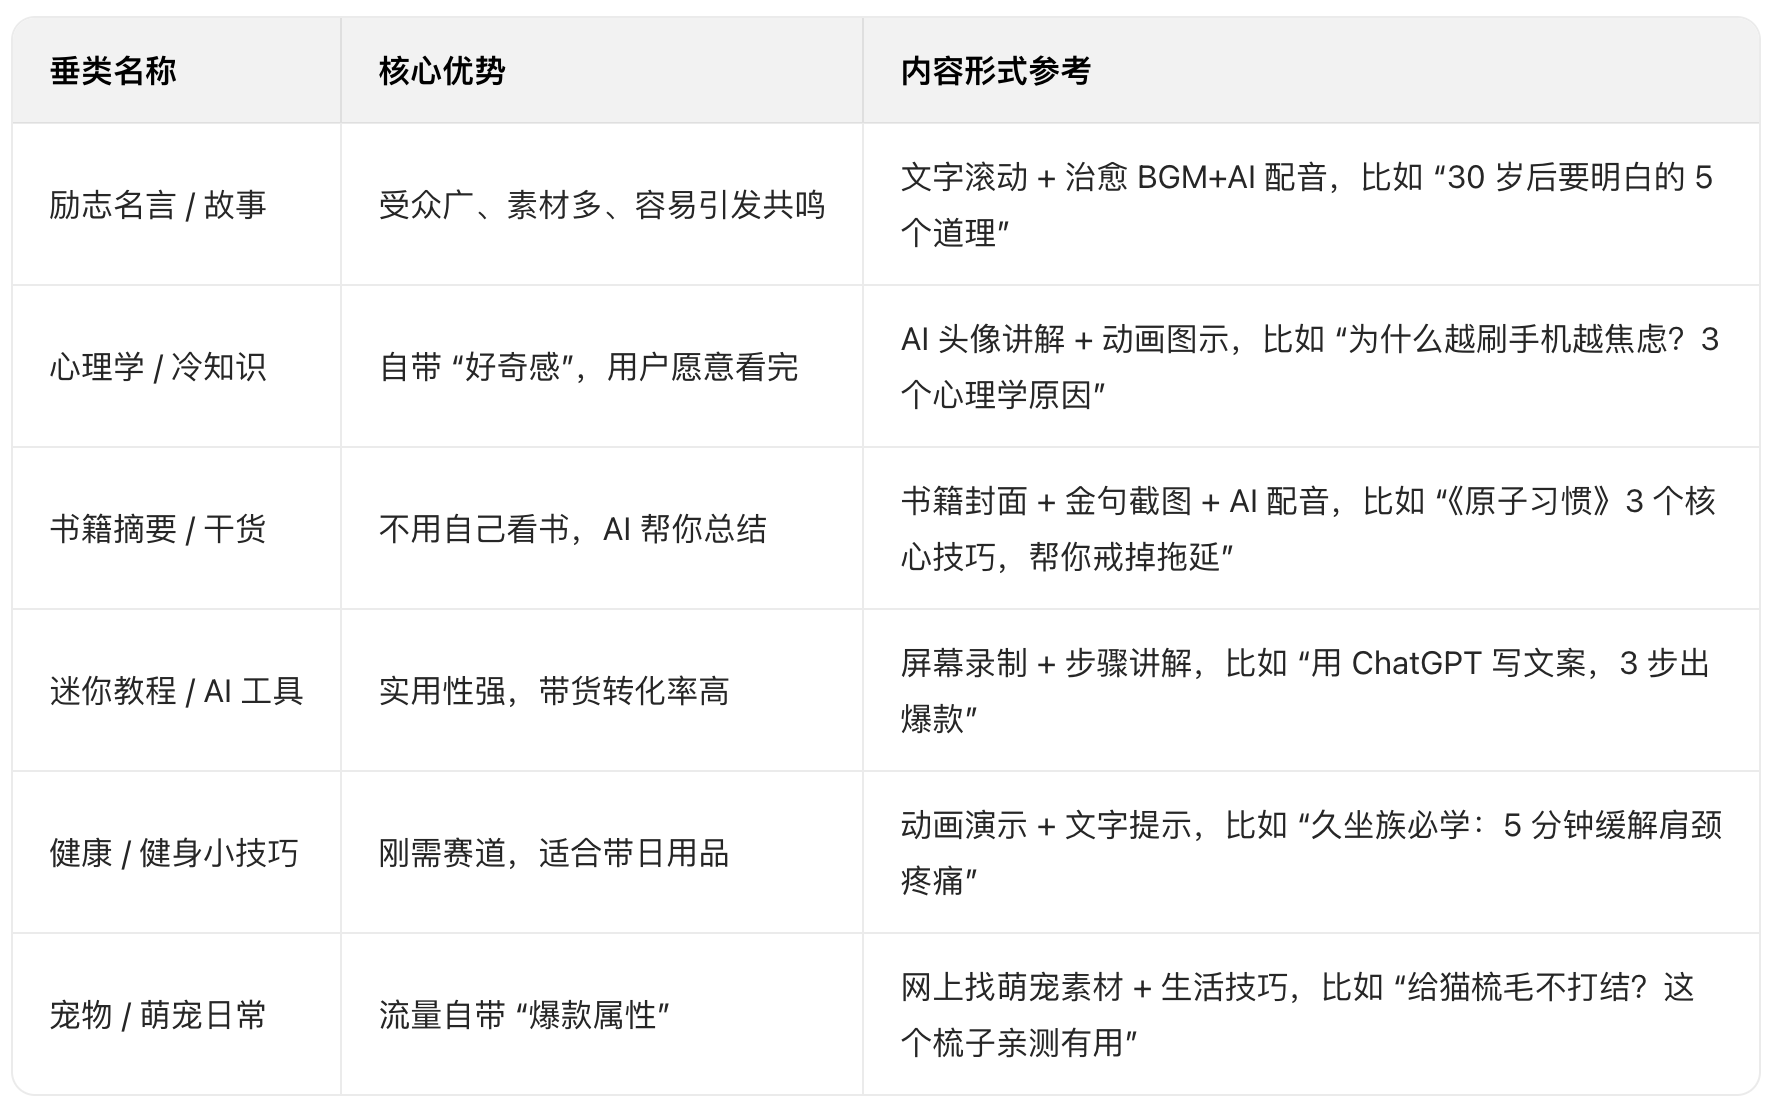 垂类名称 核心优势 内容形式参考
励志名言 / 故事 受众广、素材多、容易引发共鸣 文字滚动 + 治愈 BGM+AI 配音，比如 “30 岁后要明白的 5
个道理”
心理学 / 冷知识 自带 “好奇感”，用户愿意看完 AI 头像讲解 + 动画图示，比如 “为什么越刷手机越焦虑？3
个心理学原因”
书籍摘要 / 干货 不用自己看书，AI 帮你总结 书籍封面 + 金句截图 + AI 配音，比如 “《原子习惯》3 个核
心技巧，帮你戒掉拖延”
迷你教程 / AI 工具 实用性强，带货转化率高 屏幕录制 + 步骤讲解，比如 “用 ChatGPT 写文案，3 步出
爆款”
健康 / 健身小技巧 刚需赛道，适合带日用品 动画演示 + 文字提示，比如 “久坐族必学：5 分钟缓解肩颈
疼痛”
宠物 / 萌宠日常 流量自带 “爆款属性” 网上找萌宠素材 + 生活技巧，比如 “给猫梳毛不打结？这
个梳子亲测有用”